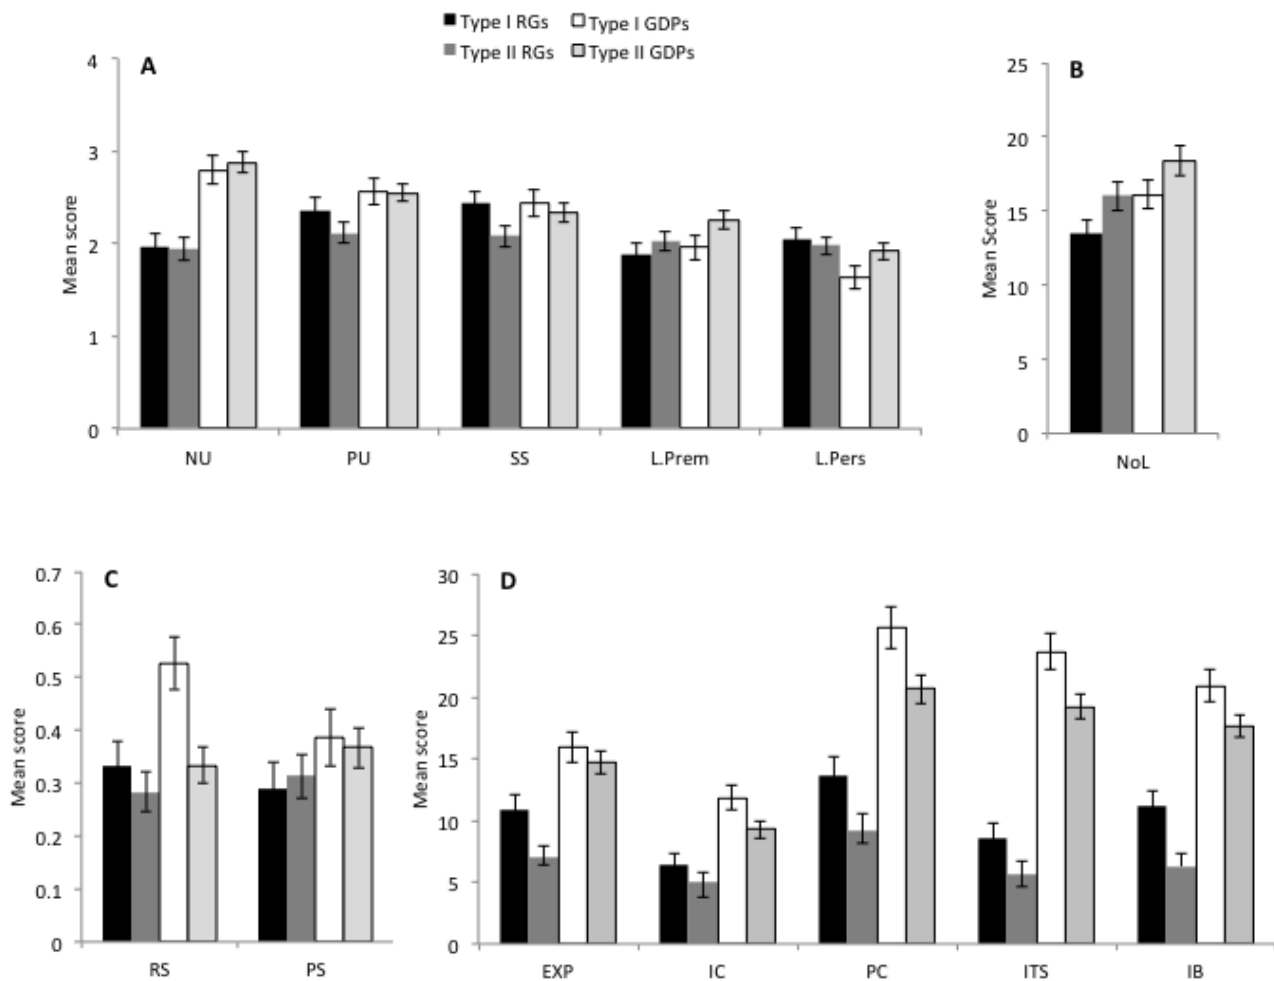 Type I RGs Type I GDPs
Type II RGs Type II GDPs
A
4
3
2
1
0
Mean score
NU PU SS L.Prem L.Pers
B
25
20
15
10
5
0
Mean Score
NoL
C
0.7
0.6
0.5
0.4
0.3
0.2
0.1
0
Mean score
RS PS
D
30
25
20
15
10
5
0
Mean score
EXP IC PC ITS IB